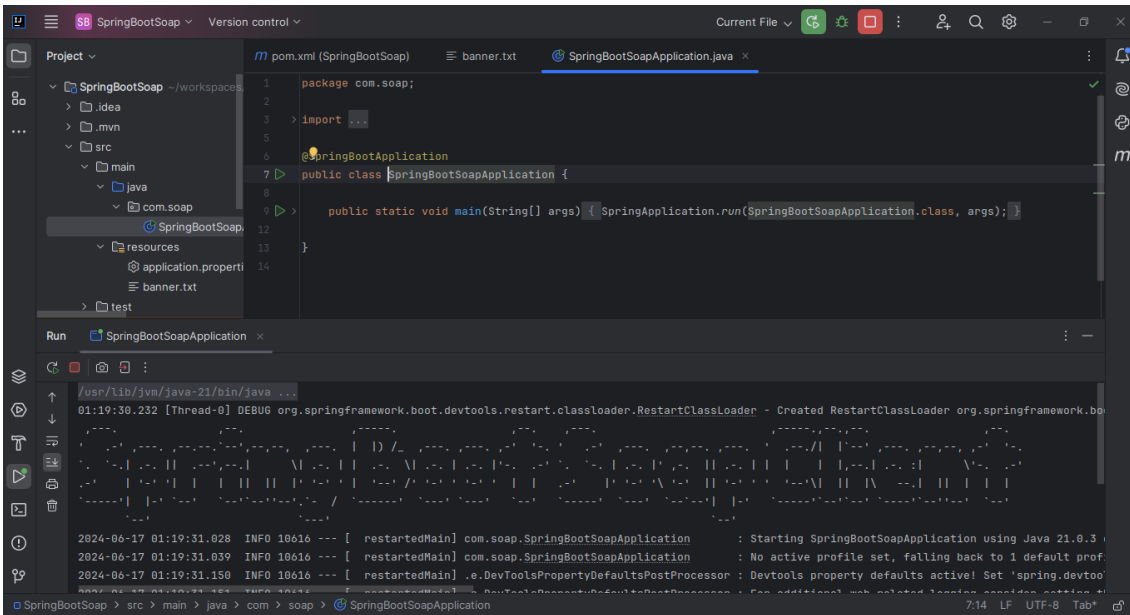 SB SpringBootSoap Version control Current File
Project
m pom.xml (SpringBootSoap) banner.txt SpringBootSoapApplication.java
SpringBootSoap ~/workspaces
.idea
.mvn
src
main
java
com.soap
SpringBootSoap
resources
application.properti
banner.txt
test
1 package com.soap;
2
3 import ...
5
6 @SpringBootApplication
7 public class SpringBootSoapApplication {
8
9 public static void main(String[] args) { SpringApplication.run(SpringBootSoapApplication.class, args); }
12
13 }
14
Run SpringBootSoapApplication
/usr/lib/jvm/java-21/bin/java ...
01:19:30.232 [Thread-0] DEBUG org.springframework.boot.devtools.restart.classloader.RestartClassLoader - Created RestartClassLoader org.springframework.bo
Spring Boot Soap Client
2024-06-17 01:19:31.028 INFO 10616 --- [ restartedMain] com.soap.SpringBootSoapApplication : Starting SpringBootSoapApplication using Java 21.0.3
2024-06-17 01:19:31.039 INFO 10616 --- [ restartedMain] com.soap.SpringBootSoapApplication : No active profile set, falling back to 1 default prof
2024-06-17 01:19:31.150 INFO 10616 --- [ restartedMain] .e.DevToolsPropertyDefaultsPostProcessor : Devtools property defaults active! Set 'spring.devtool
SpringBootSoap > src > main > java > com > soap > SpringBootSoapApplication 7:14 LF UTF-8 Tab*